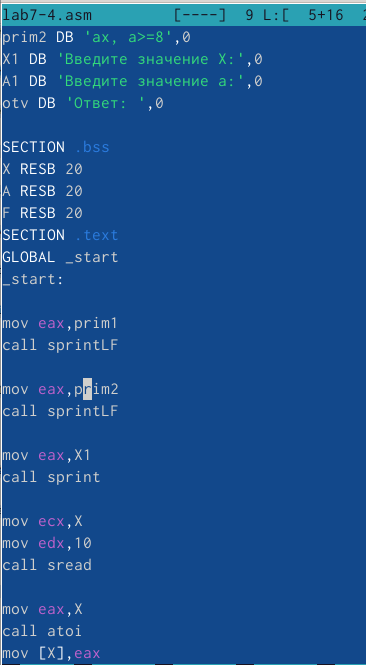 lab7-4.asm [----] 9 L:[ 5+16 2
prim2 DB 'ax, a>=8',0
X1 DB 'Введите значение X:',0
A1 DB 'Введите значение a:',0
otv DB 'Ответ: ',0
SECTION .bss
X RESB 20
A RESB 20
F RESB 20
SECTION .text
GLOBAL _start
_start:
mov eax,prim1
call sprintLF
mov eax,prim2
call sprintLF
mov eax,X1
call sprint
mov ecx,X
mov edx,10
call sread
mov eax,X
call atoi
mov [X],eax